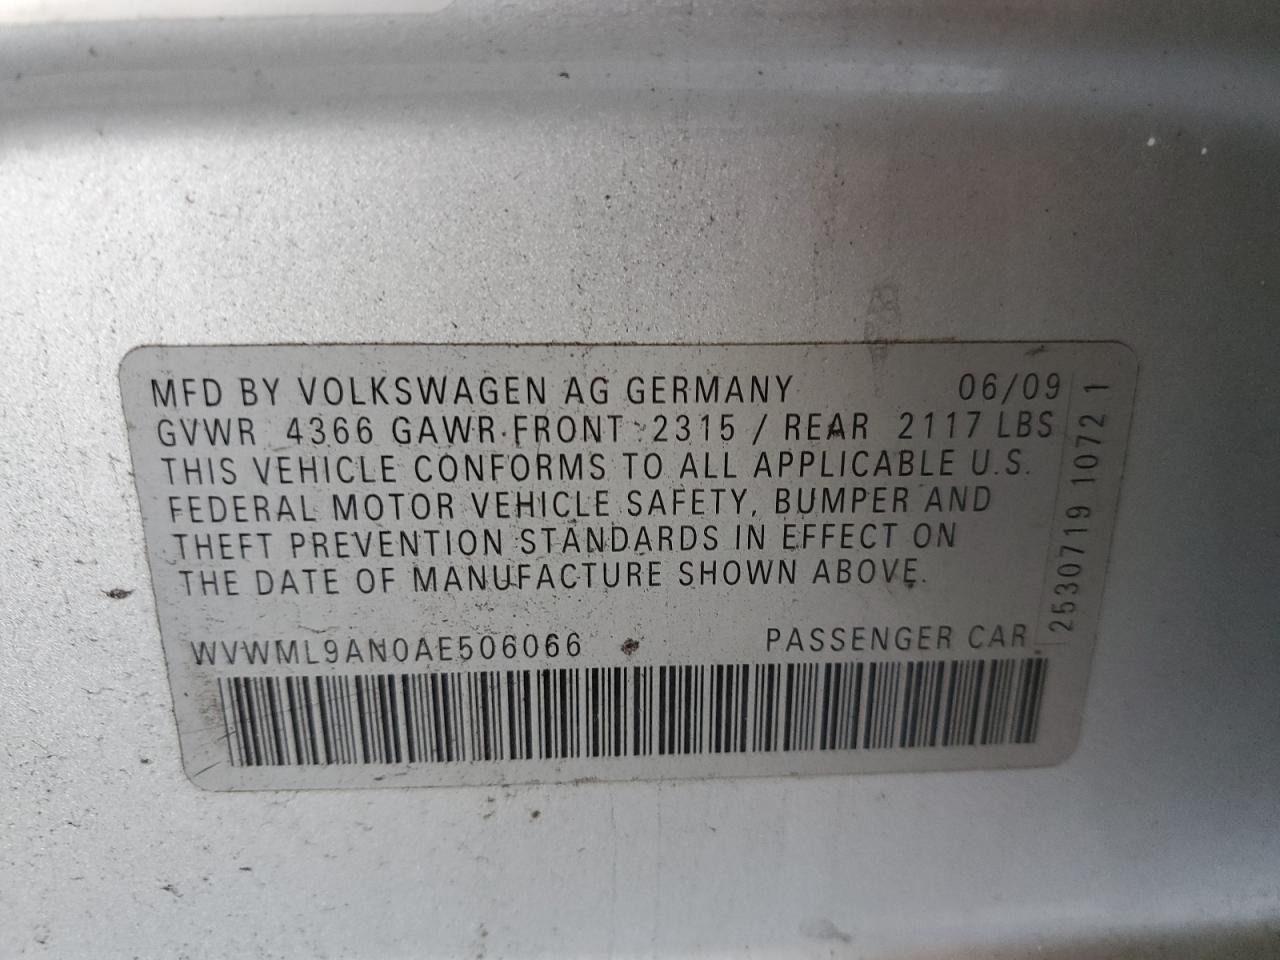 MFD BY VOLKSWAGEN AG GERMANY 06/09
GVWR 4366 GAWR FRONT 2315 / REAR 2117 LBS
THIS VEHICLE CONFORMS TO ALL APPLICABLE U.S.
FEDERAL MOTOR VEHICLE SAFETY, BUMPER AND
THEFT PREVENTION STANDARDS IN EFFECT ON
THE DATE OF MANUFACTURE SHOWN ABOVE.
WVWML9AN0AE506066 PASSENGER CAR
2530719 1072 1